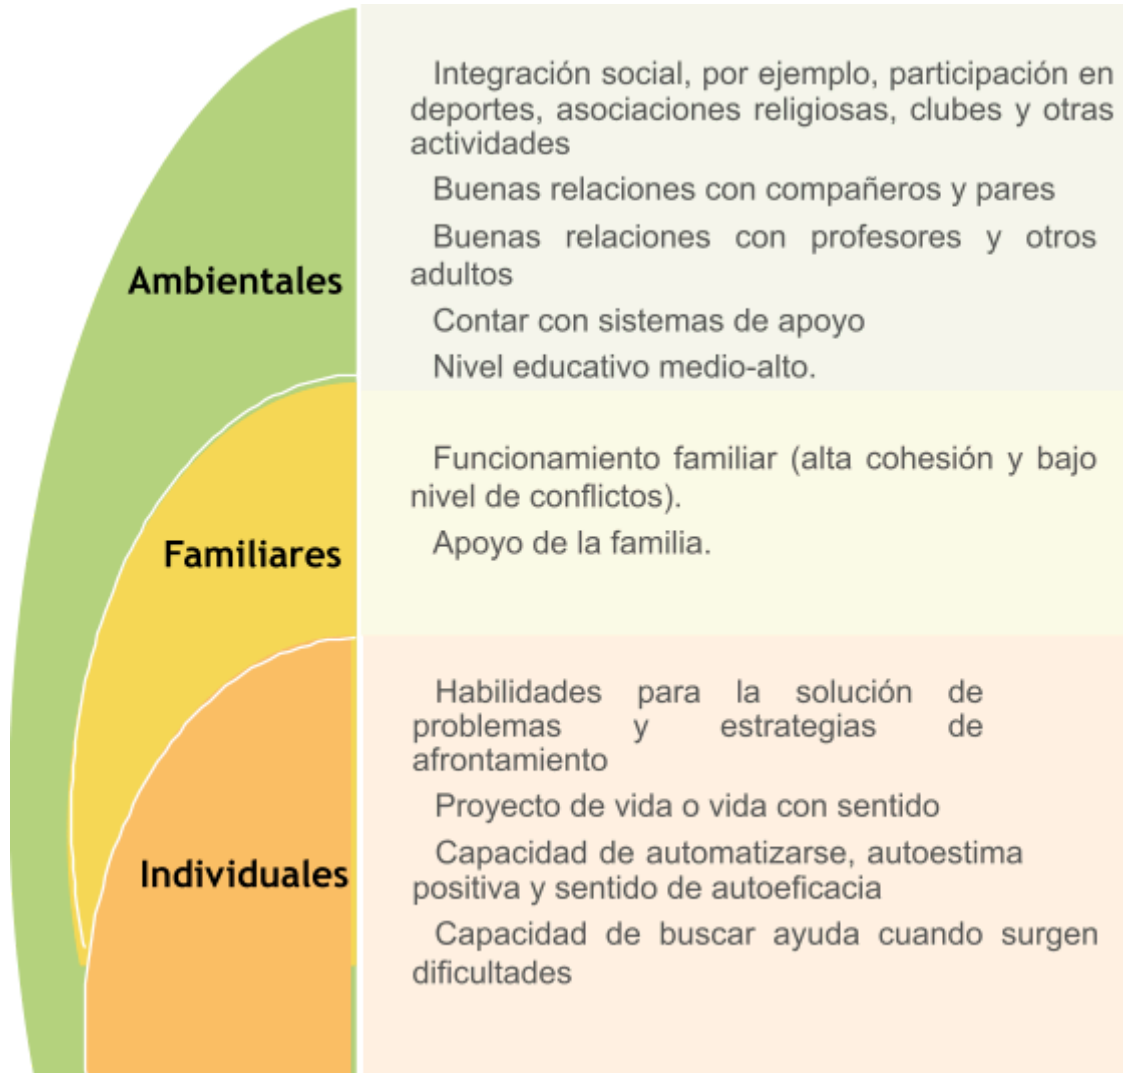 Ambientales
Integración social, por ejemplo, participación en
deportes, asociaciones religiosas, clubes y otras
actividades
Buenas relaciones con compañeros y pares
Buenas relaciones con profesores y otros
adultos
Contar con sistemas de apoyo
Nivel educativo medio-alto.
Familiares
Funcionamiento familiar (alta cohesión y bajo
nivel de conflictos).
Apoyo de la familia.
Individuales
Habilidades para la solución de
problemas y estrategias de
afrontamiento
Proyecto de vida o vida con sentido
Capacidad de automatizarse, autoestima
positiva y sentido de autoeficacia
Capacidad de buscar ayuda cuando surgen
dificultades